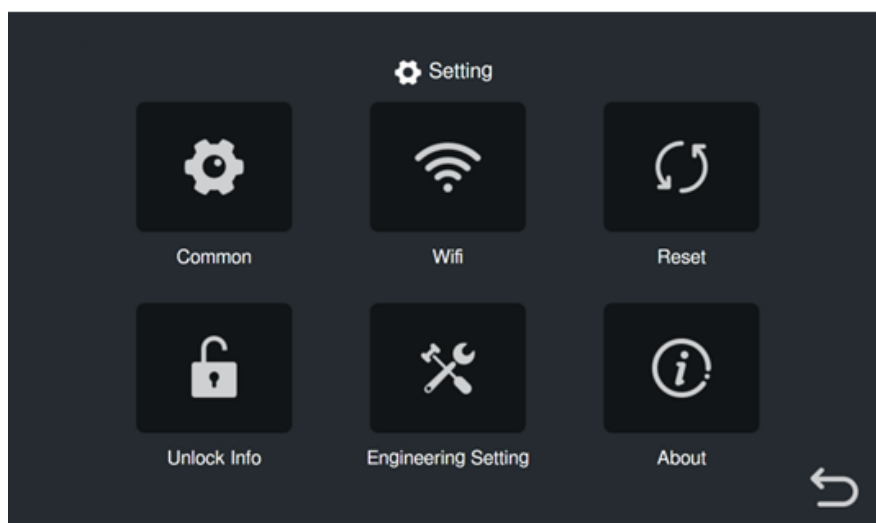 Setting
Common
Wifi
Reset
Unlock Info
Engineering Setting
About